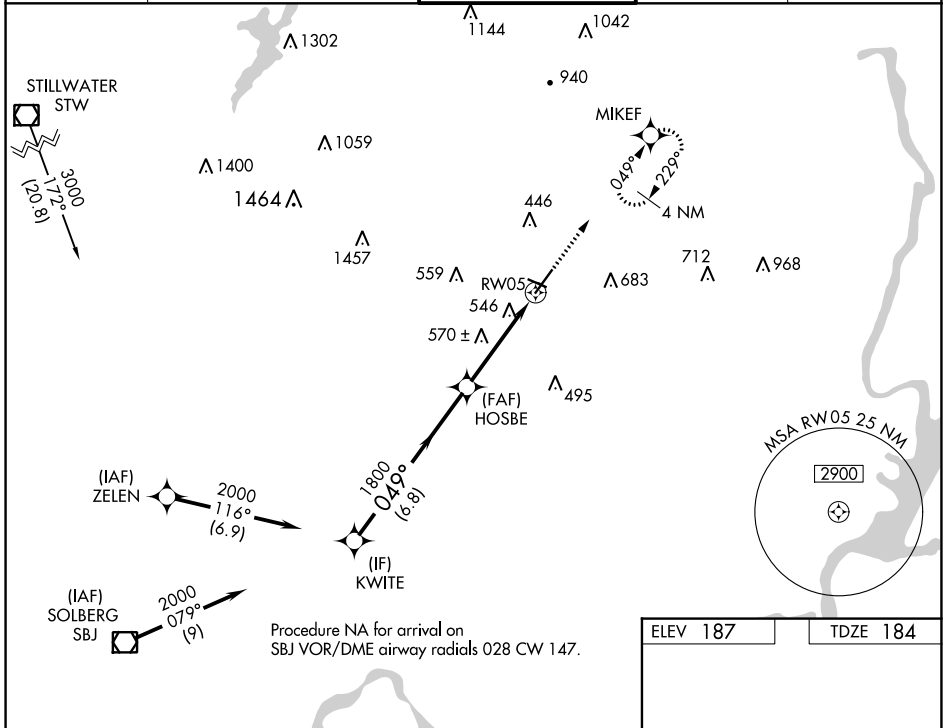 1144
1042
1302
940
STILLWATER
STW
MIKEF
1059
1400
3000
172°
(20.8)
1464
049°
229°
4 NM
446
1457
559
RW05
683
712
968
546
570 ±
(FAF)
HOSBE
495
MSA RW05 25 NM
2900
(IAF)
ZELEN
2000
116°
(6.9)
1800
049°
(6.8)
(IF)
KWITE
(IAF)
SOLBERG
SBJ
2000
079°
(9)
Procedure NA for arrival on
SBJ VOR/DME airway radials 028 CW 147.
ELEV 187
TDZE 184